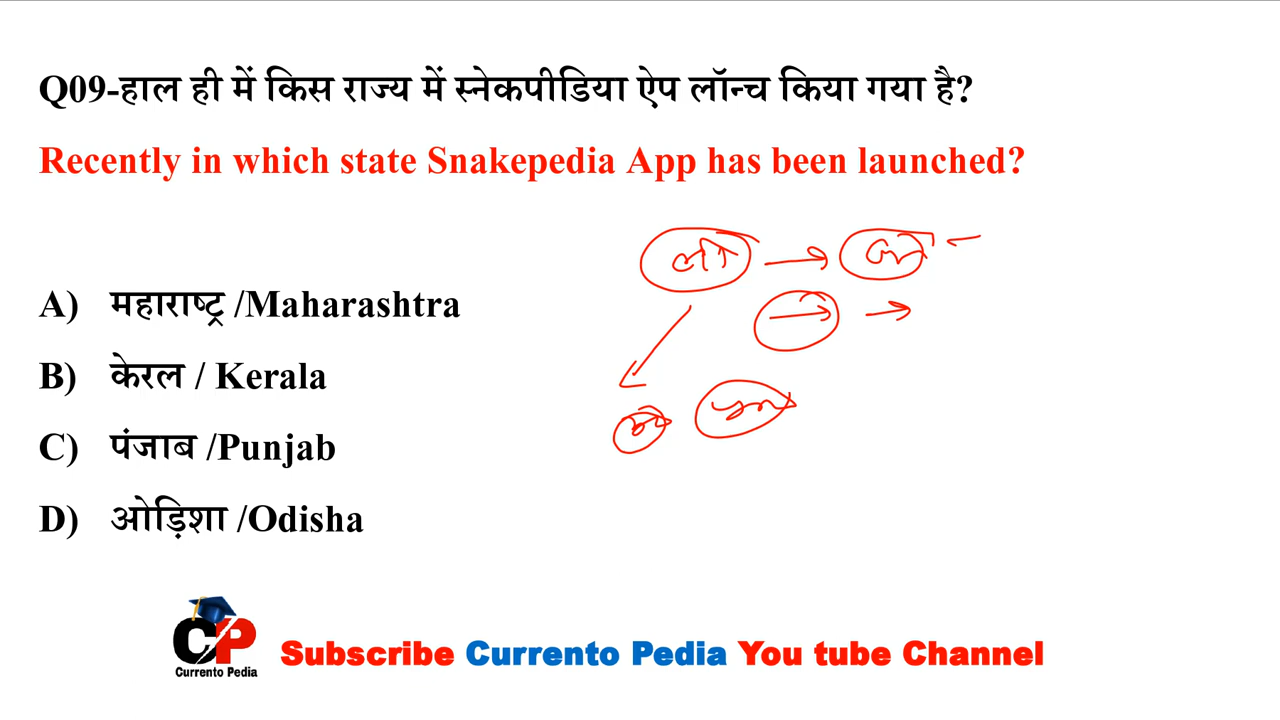 Q09-हाल ही में किस राज्य में स्नेकपीडिया ऐप लॉन्च किया गया है?
Recently in which state Snakepedia App has been launched?
A) महाराष्ट्र /Maharashtra
B) केरल / Kerala
C) पंजाब /Punjab
D) ओड़िशा /Odisha
CP
Currento Pedia
Subscribe Currento Pedia You tube Channel